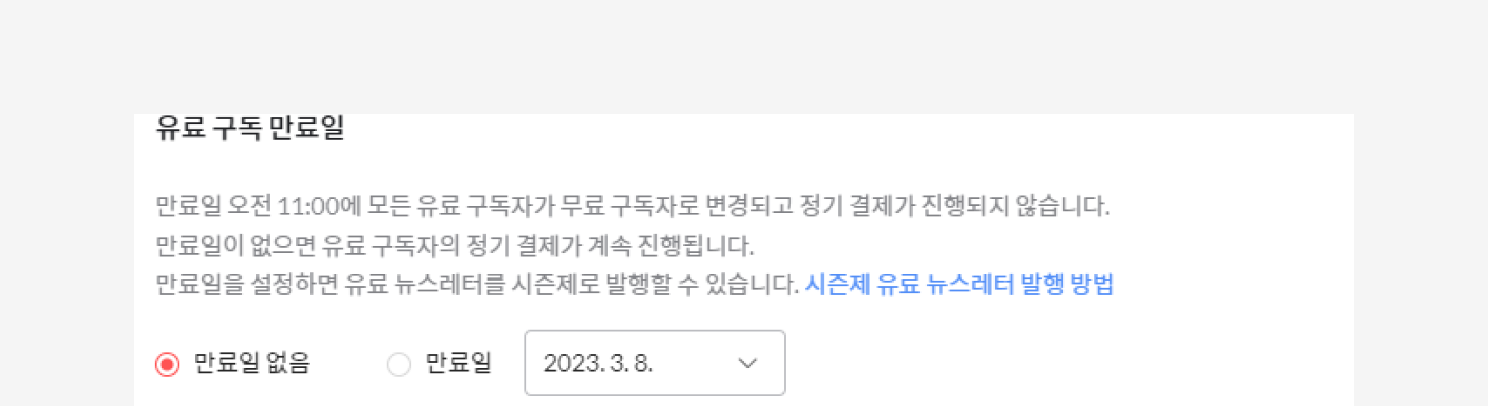 유료 구독 만료일
만료일 오전 11:00에 모든 유료 구독자가 무료 구독자로 변경되고 정기 결제가 진행되지 않습니다.
만료일이 없으면 유료 구독자의 정기 결제가 계속 진행됩니다.
만료일을 설정하면 유료 뉴스레터를 시즌제로 발행할 수 있습니다. 시즌제 유료 뉴스레터 발행 방법
만료일 없음 만료일 2023. 3. 8.